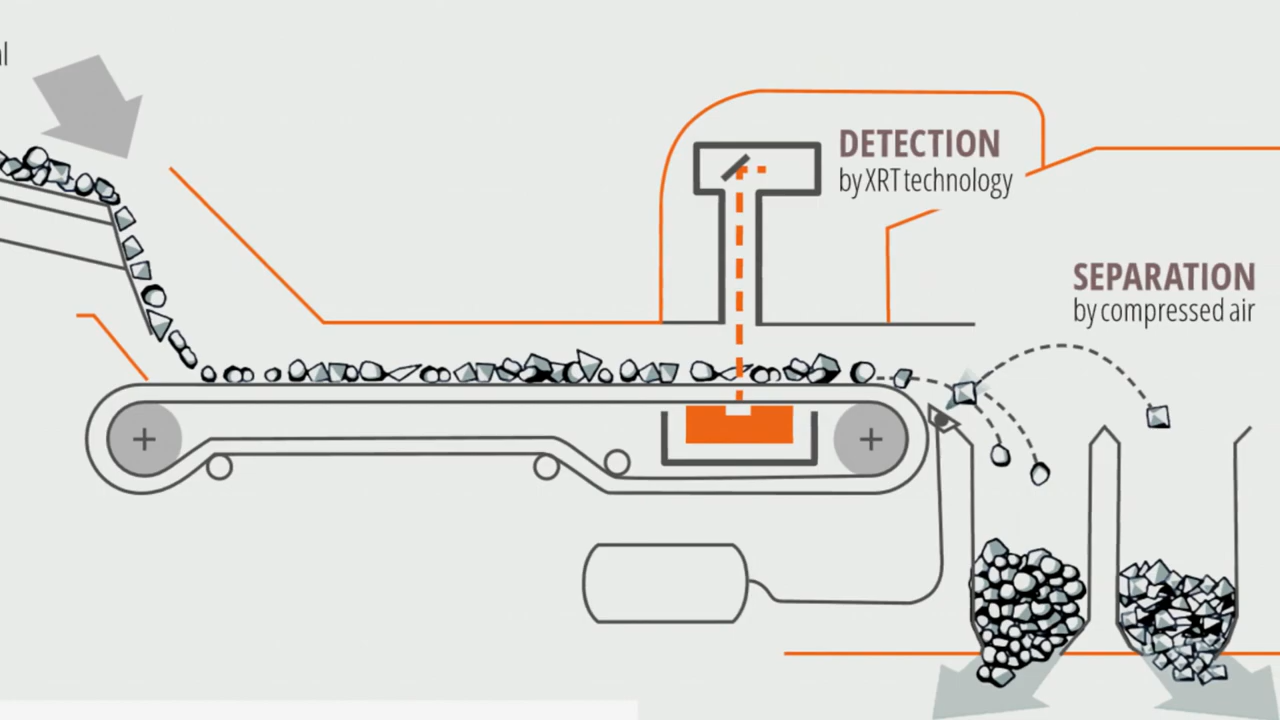 DETECTION
by XRT technology
SEPARATION
by compressed air